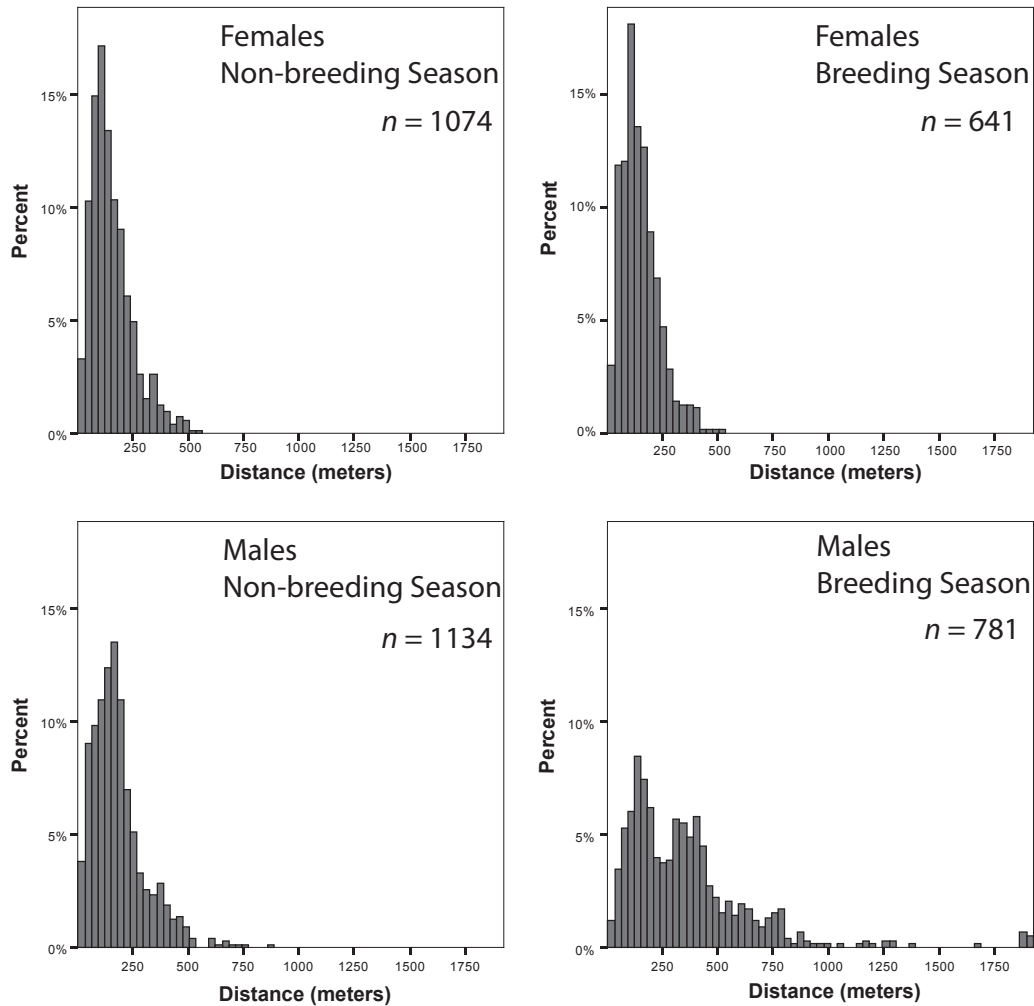 Females
Non-breeding Season
n = 1074
15%
10%
5%
0%
Percent
250 500 750 1000 1250 1500 1750
Distance (meters)
Females
Breeding Season
n = 641
15%
10%
5%
0%
Percent
250 500 750 1000 1250 1500 1750
Distance (meters)
Males
Non-breeding Season
n = 1134
15%
10%
5%
0%
Percent
250 500 750 1000 1250 1500 1750
Distance (meters)
Males
Breeding Season
n = 781
15%
10%
5%
0%
Percent
250 500 750 1000 1250 1500 1750
Distance (meters)